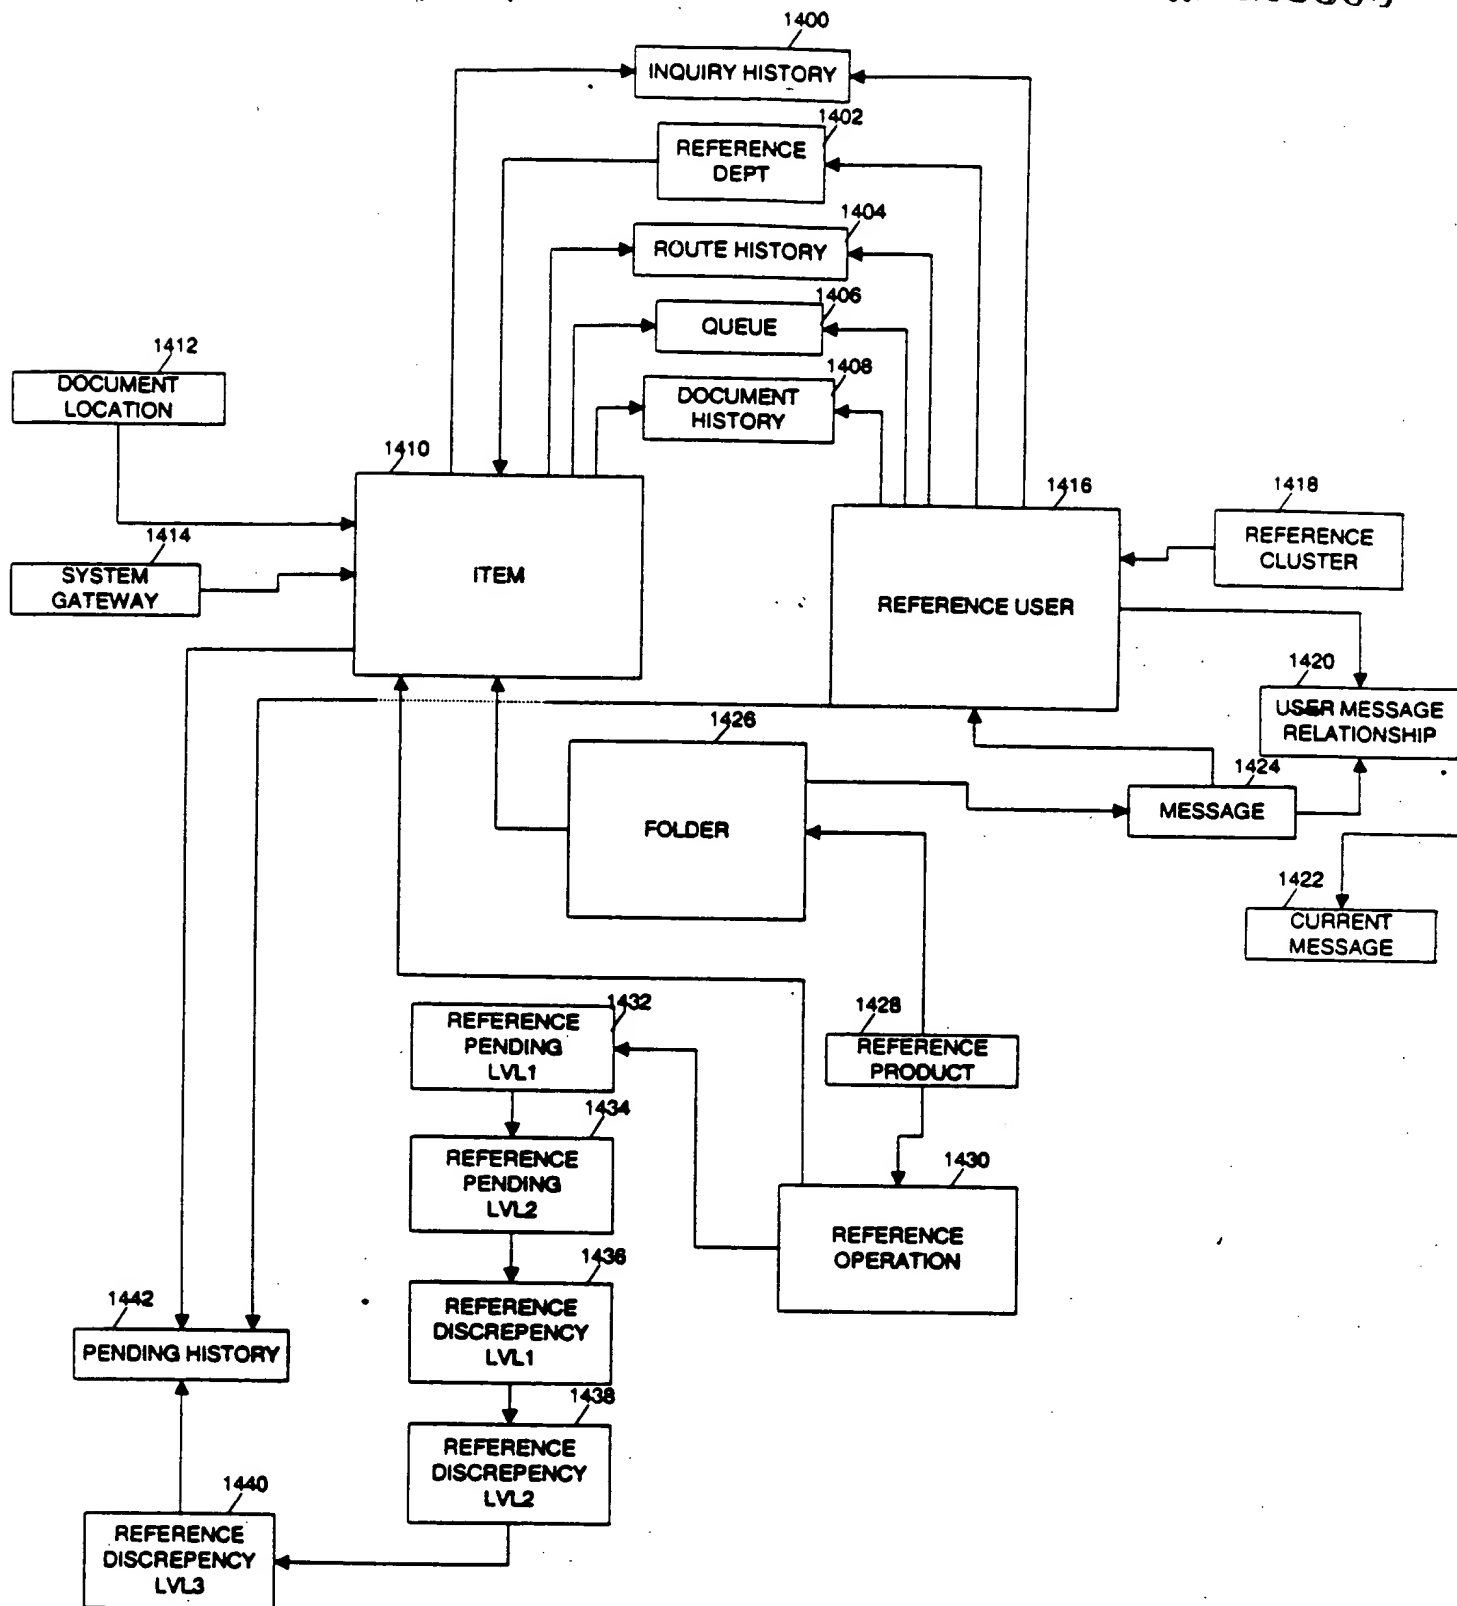 1400
INQUIRY HISTORY
1402
REFERENCE
DEPT
1404
ROUTE HISTORY
1406
QUEUE
1412
DOCUMENT
LOCATION
1408
DOCUMENT
HISTORY
1410
ITEM
1414
SYSTEM
GATEWAY
1416
REFERENCE USER
1418
REFERENCE
CLUSTER
1420
USER MESSAGE
RELATIONSHIP
1426
FOLDER
1424
MESSAGE
1422
CURRENT
MESSAGE
1432
REFERENCE
PENDING
LVL1
1428
REFERENCE
PRODUCT
1434
REFERENCE
PENDING
LVL2
1430
REFERENCE
OPERATION
1436
REFERENCE
DISCREPENCY
LVL1
1442
PENDING HISTORY
1438
REFERENCE
DISCREPENCY
LVL2
1440
REFERENCE
DISCREPENCY
LVL3